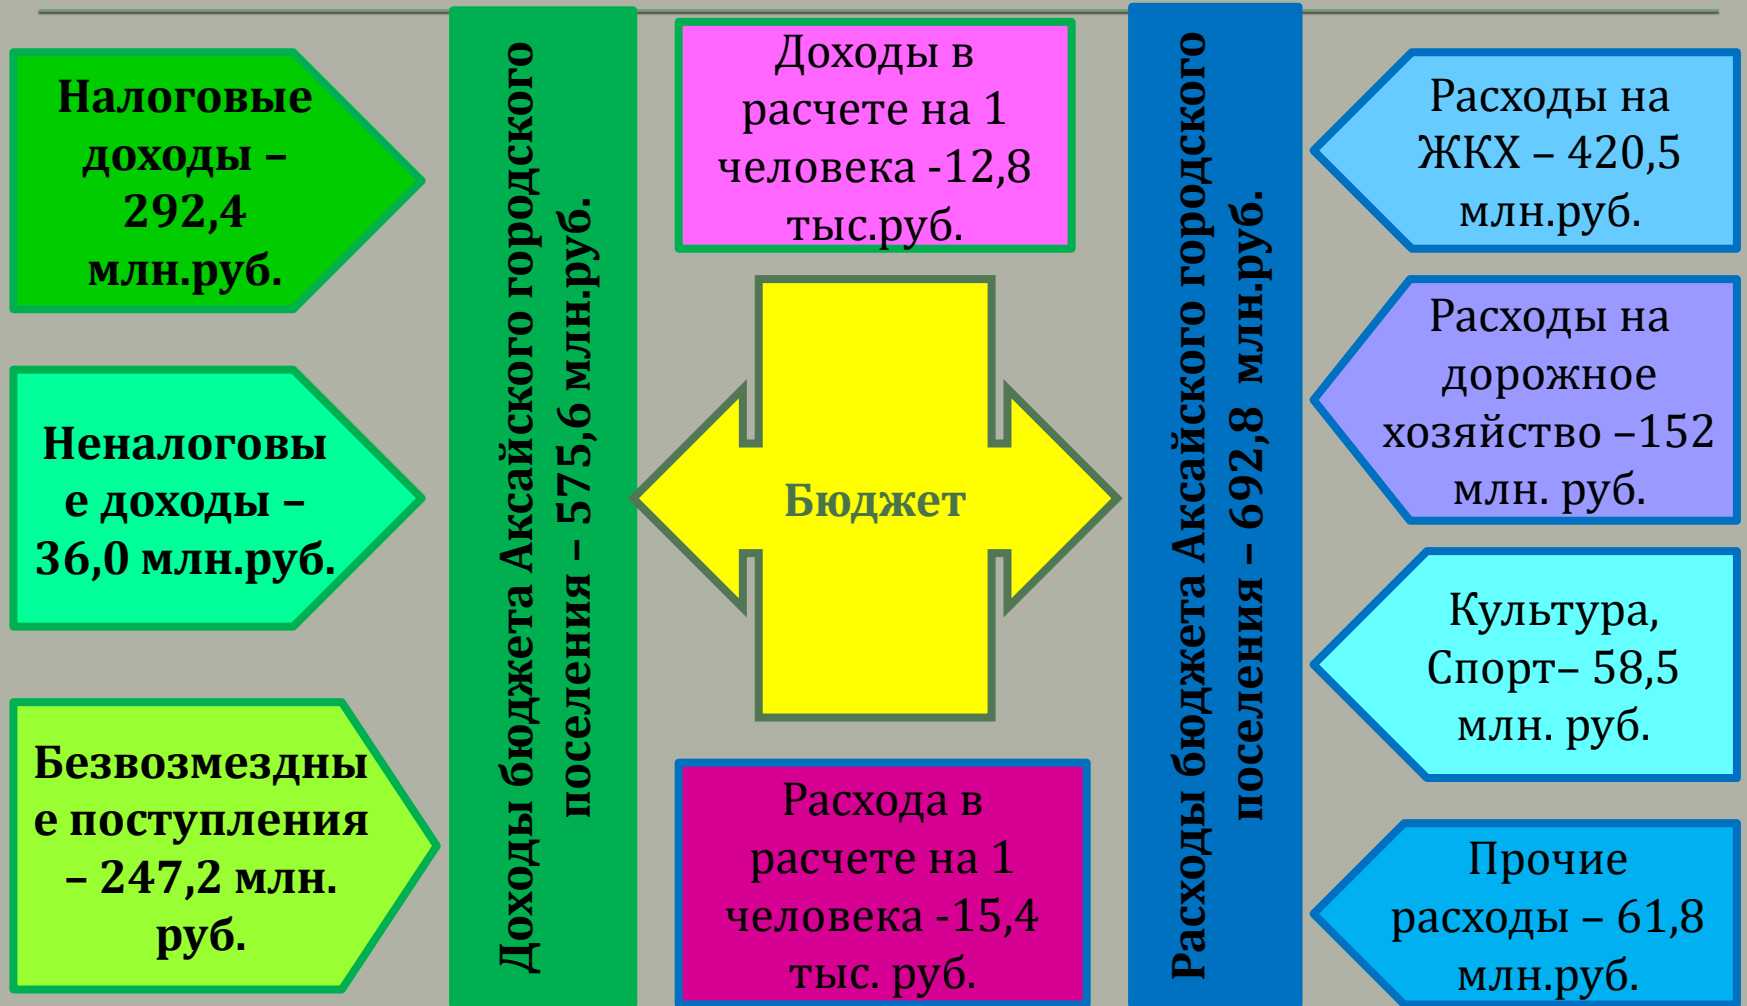 Налоговые
доходы –
292,4
млн.руб.
Неналоговы
е доходы –
36,0 млн.руб.
Безвозмездны
е поступления
– 247,2 млн.
руб.
Доходы бюджета Аксайского городского
поселения – 575,6 млн.руб.
Доходы в
расчете на 1
человека -12,8
тыс.руб.
Бюджет
Расхода в
расчете на 1
человека -15,4
тыс. руб.
Расходы бюджета Аксайского городского
поселения – 692,8 млн.руб.
Расходы на
ЖКХ – 420,5
млн.руб.
Расходы на
дорожное
хозяйство –152
млн. руб.
Культура,
Спорт– 58,5
млн. руб.
Прочие
расходы – 61,8
млн.руб.